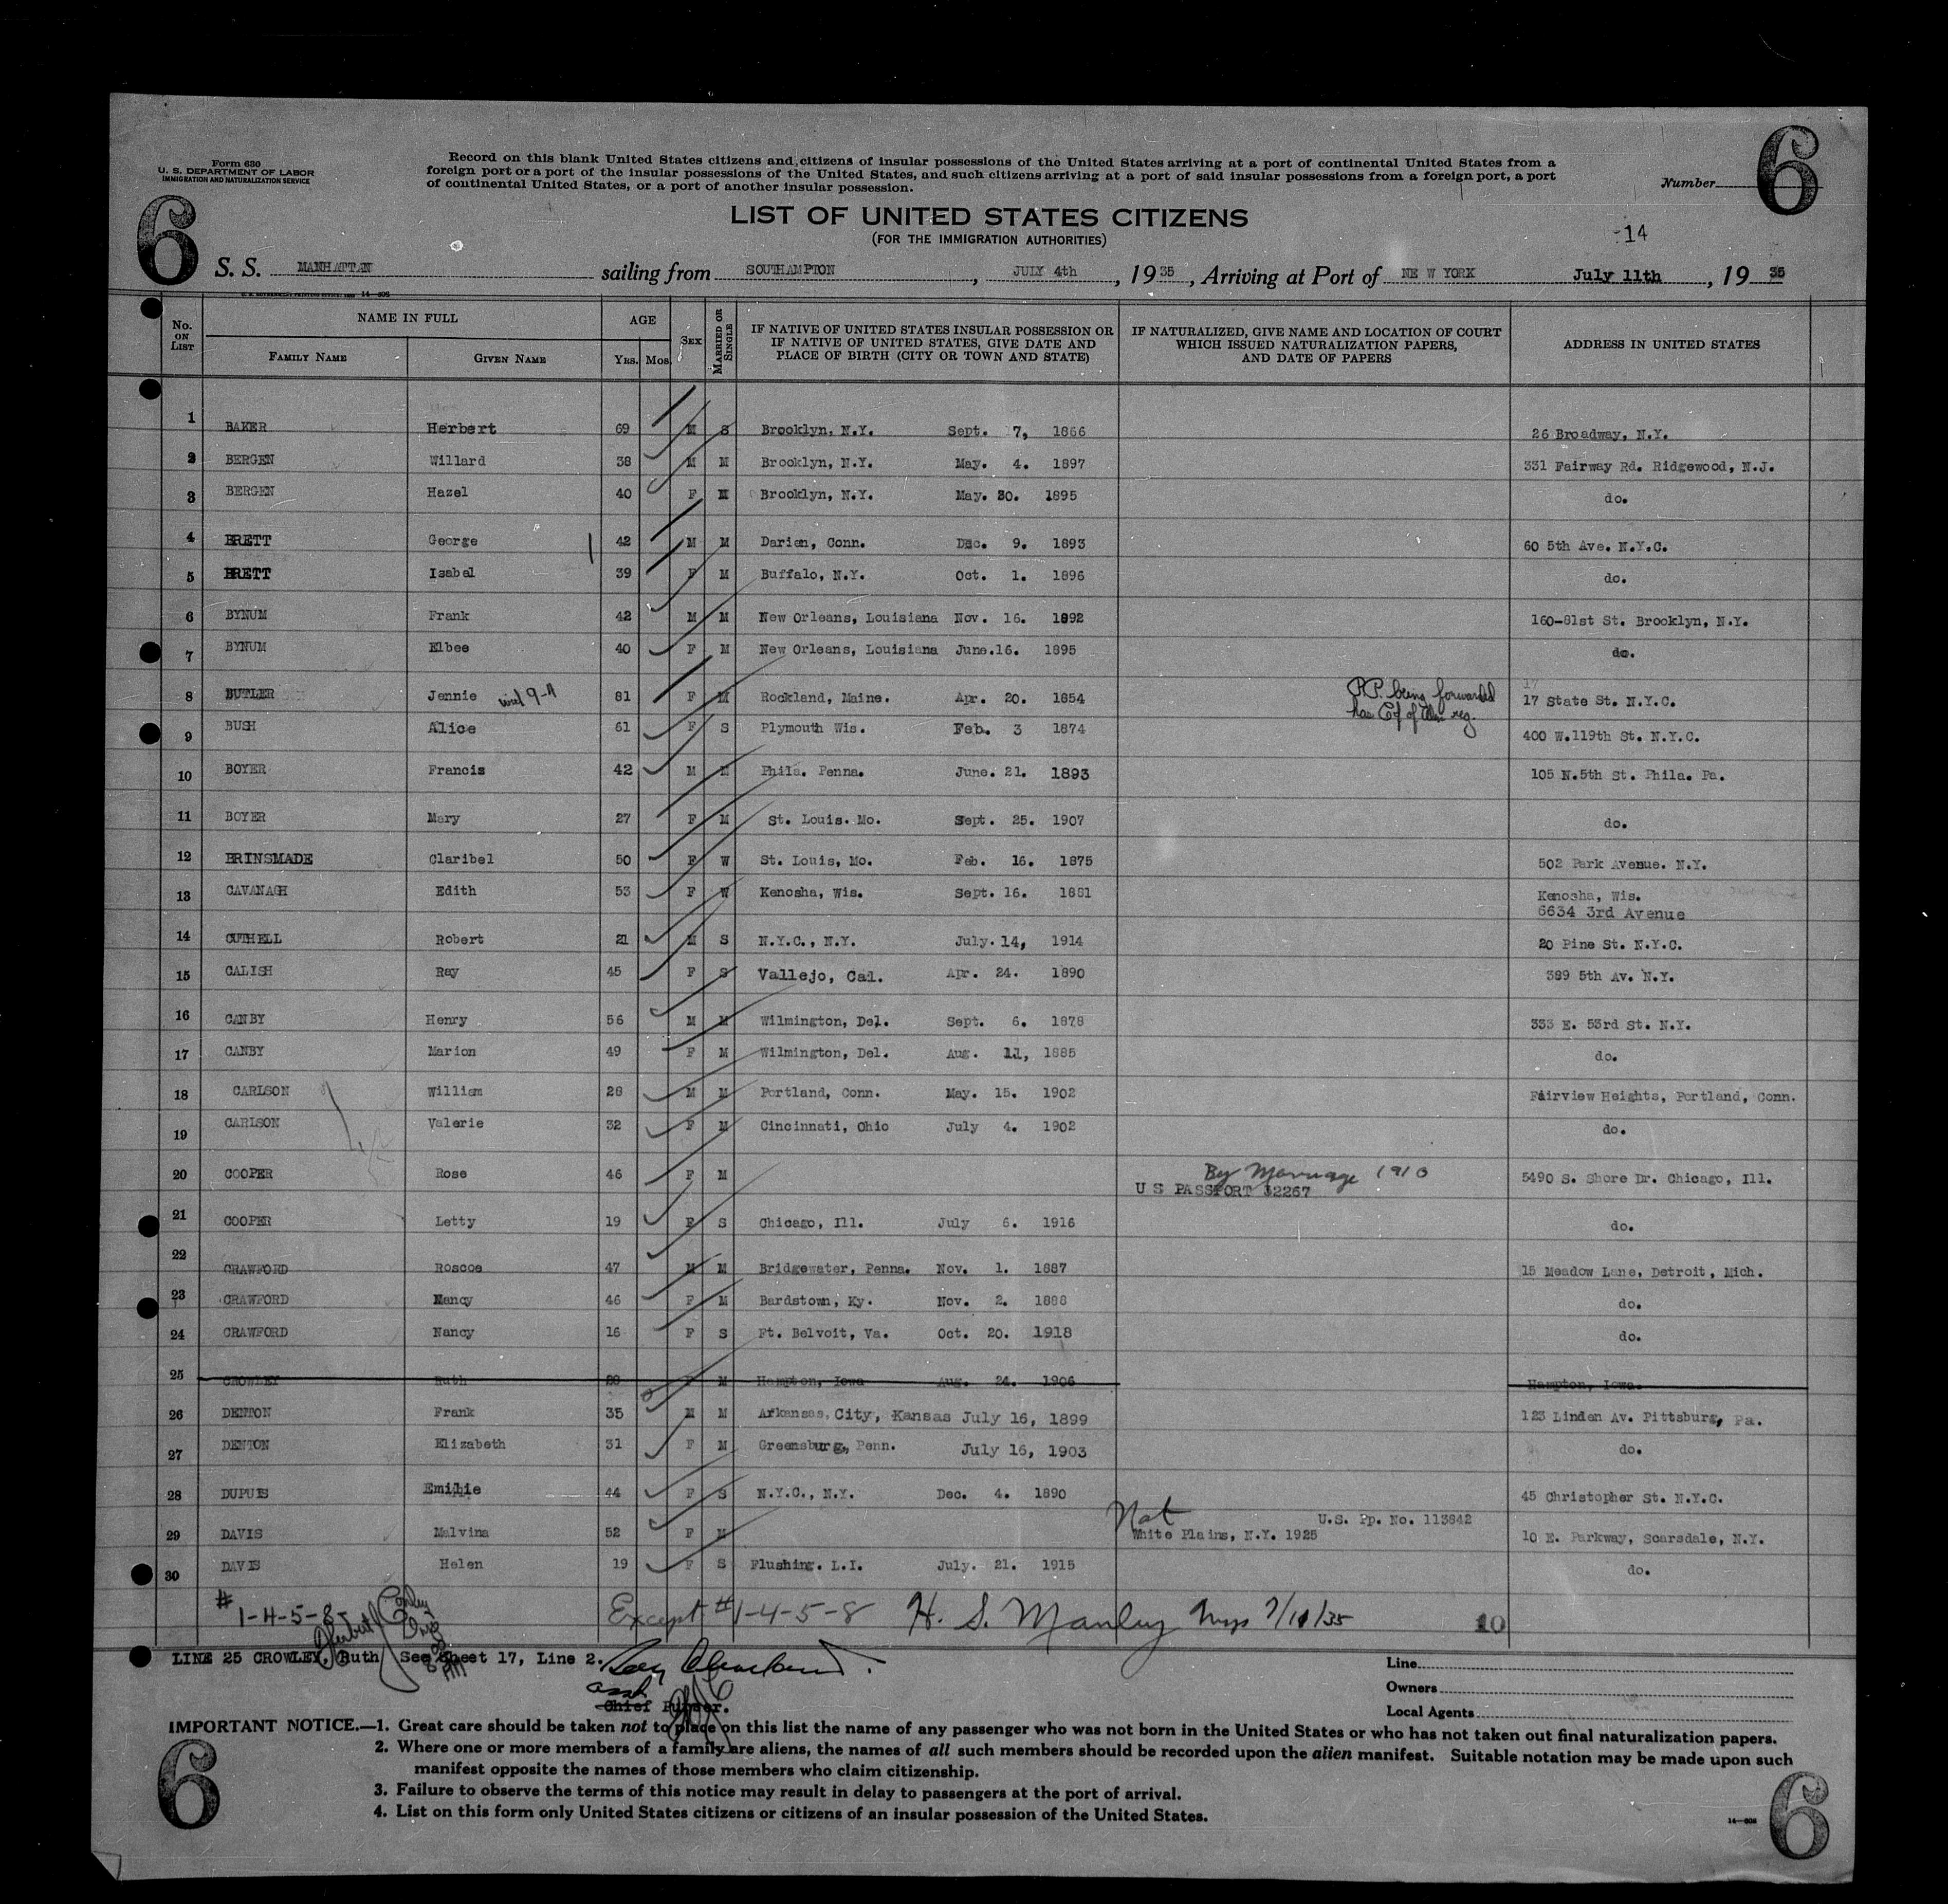 Form 630
U. S. DEPARTMENT OF LABOR
IMMIGRATION AND NATURALIZATION SERVICE
Record on this blank United States citizens and citizens of insular possessions of the United States arriving at a port of continental United States from a
foreign port or a port of the insular possessions of the United States, and such citizens arriving at a port of said insular possessions from a foreign port, a port
of continental United States, or a port of another insular possession.
Number
6
6
LIST OF UNITED STATES CITIZENS
(FOR THE IMMIGRATION AUTHORITIES)
14
S. S. MANHATTAN sailing from SOUTHAMPTON, JULY 4th, 1935, Arriving at Port of NEW YORK July 11th, 1935
No. ON LIST NAME IN FULL AGE SEX MARRIED OR SINGLE IF NATIVE OF UNITED STATES INSULAR POSSESSION OR IF NATIVE OF UNITED STATES, GIVE DATE AND PLACE OF BIRTH (CITY OR TOWN AND STATE) IF NATURALIZED, GIVE NAME AND LOCATION OF COURT WHICH ISSUED NATURALIZATION PAPERS, AND DATE OF PAPERS ADDRESS IN UNITED STATES
FAMILY NAME GIVEN NAME YRS. MOS.
1 BAKER Herbert 69 M S Brooklyn, N.Y. Sept. 17, 1866 26 Broadway, N.Y.
2 BERGEN Willard 38 M M Brooklyn, N.Y. May. 4. 1897 331 Fairway Rd. Ridgewood, N.J.
3 BERGEN Hazel 40 F M Brooklyn, N.Y. May. 30. 1895 do.
4 BRETT George 42 M M Darien, Conn. Dec. 9. 1893 60 5th Ave. N.Y.C.
5 BRETT Isabel 39 F M Buffalo, N.Y. Oct. 1. 1896 do.
6 BYNUM Frank 42 M M New Orleans, Louisiana Nov. 16. 1892 160-81st St. Brooklyn, N.Y.
7 BYNUM Elbee 40 F M New Orleans, Louisiana June.16. 1895 do.
8 BUTLER Jennie 81 F M Rockland, Maine. Apr. 20. 1854 P.P. being forwarded 17 State St. N.Y.C.
9 BUSH Alice 61 F S Plymouth Wis. Feb. 3 1874 400 W.119th St. N.Y.C.
10 BOYER Francis 42 M M Phila. Penna. June. 21. 1893 105 N.5th St. Phila. Pa.
11 BOYER Mary 27 F M St. Louis. Mo. Sept. 25. 1907 do.
12 BRINSMADE Claribel 50 F W St. Louis, Mo. Feb. 16. 1875 502 Park Avenue. N.Y.
13 CAVANAGH Edith 53 F W Kenosha, Wis. Sept. 16. 1881 Kenosha, Wis.
6634 3rd Avenue
14 CUTHELL Robert 21 M S N.Y.C., N.Y. July. 14, 1914 20 Pine St. N.Y.C.
15 CALISH Ray 45 F S Vallejo, Cal. Apr. 24. 1890 389 5th Av. N.Y.
16 CANBY Henry 56 M M Wilmington, Del. Sept. 6. 1878 333 E. 53rd St. N.Y.
17 CANBY Marion 49 F M Wilmington, Del. Aug. 11, 1885 do.
18 CARLSON William 28 M M Portland, Conn. May. 15. 1902 Fairview Heights, Portland, Conn.
19 CARLSON Valerie 32 F M Cincinnati, Ohio July 4. 1902 do.
20 COOPER Rose 46 F M By Marriage 1910 5490 S. Shore Dr. Chicago, Ill.
U S PASSPORT 32267
21 COOPER Letty 19 F S Chicago, Ill. July 6. 1916 do.
22 CRAWFORD Roscoe 47 M M Bridgewater, Penna. Nov. 1. 1887 15 Meadow Lane, Detroit, Mich.
23 CRAWFORD Nancy 46 F M Bardstown, Ky. Nov. 2. 1888 do.
24 CRAWFORD Nancy 16 F S Ft. Belvoit, Va. Oct. 20. 1918 do.
25 CROWLEY Ruth 28 F M Hampton, Iowa Aug. 24. 1906 Hampton, Iowa.
26 DENTON Frank 35 M M Arkansas, City, Kansas July 16, 1899 123 Linden Av. Pittsburg, Pa.
27 DENTON Elizabeth 31 F M Greensburg, Penn. July 16, 1903 do.
28 DUPUIS Emilie 44 F S N.Y.C., N.Y. Dec. 4. 1890 45 Christopher St. N.Y.C.
Nat U.S. Pp. No. 113642
29 DAVIS Malvina 52 F M White Plains, N.Y. 1925 10 E. Parkway, Scarsdale, N.Y.
30 DAVIS Helen 19 F S Flushing. L.I. July. 21. 1915 do.
# 1-4-5-8 Except #1-4-5-8 H. S. Manley Insp 7/11/35 10
LINE 25 CROWLEY, Ruth See Sheet 17, Line 2.
asst
Chief Purser.
Line
Owners
Local Agents
IMPORTANT NOTICE.—1. Great care should be taken not to place on this list the name of any passenger who was not born in the United States or who has not taken out final naturalization papers.
2. Where one or more members of a family are aliens, the names of all such members should be recorded upon the alien manifest. Suitable notation may be made upon such
manifest opposite the names of those members who claim citizenship.
3. Failure to observe the terms of this notice may result in delay to passengers at the port of arrival.
4. List on this form only United States citizens or citizens of an insular possession of the United States.
6
6